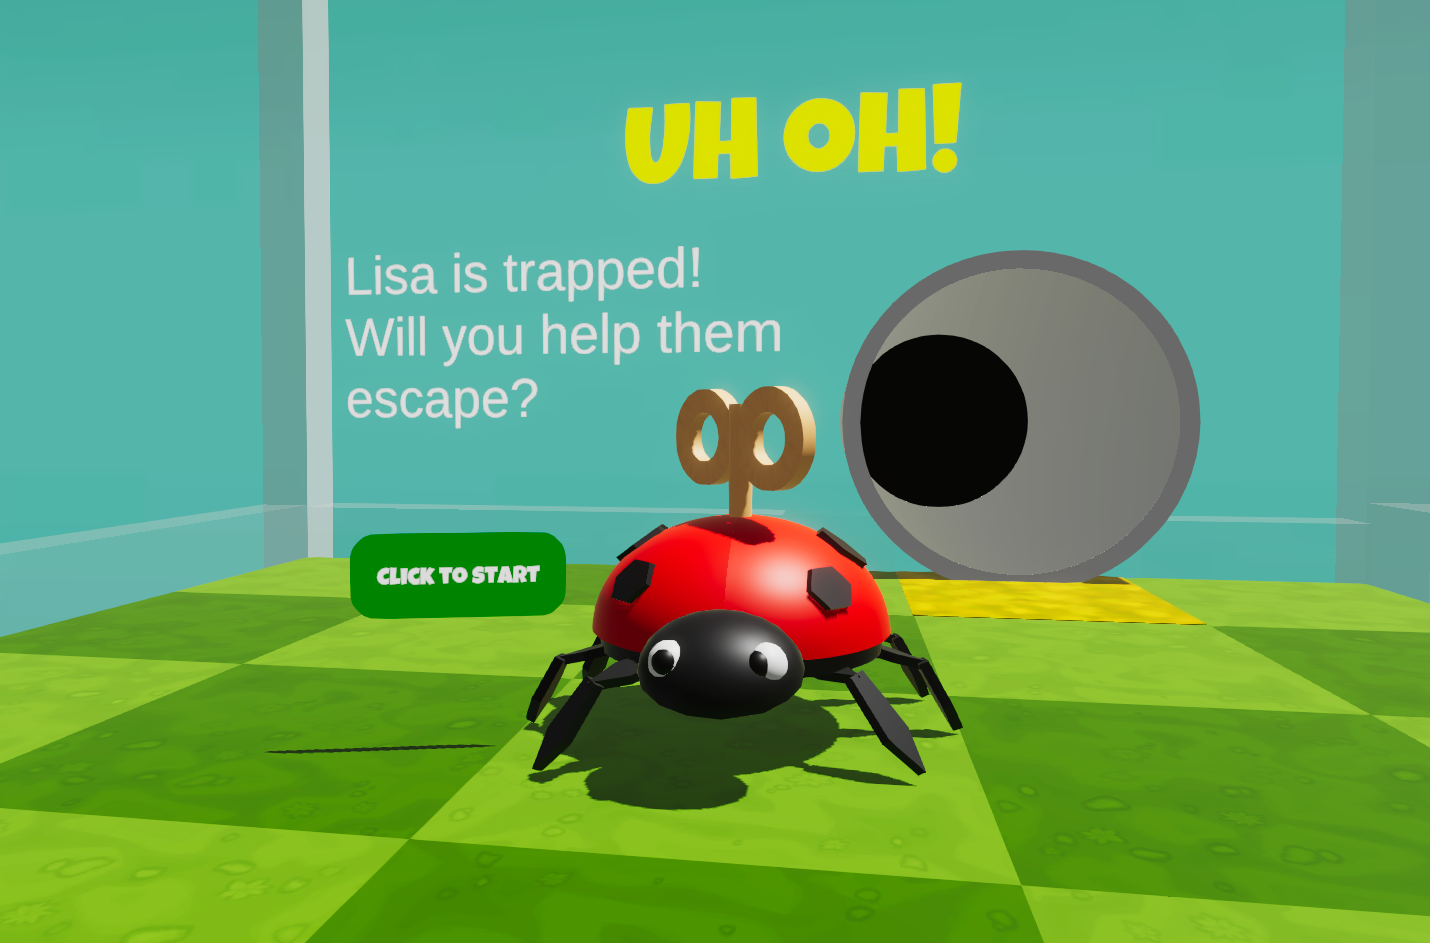 UH OH!
Lisa is trapped!
Will you help them
escape?
CLICK TO START